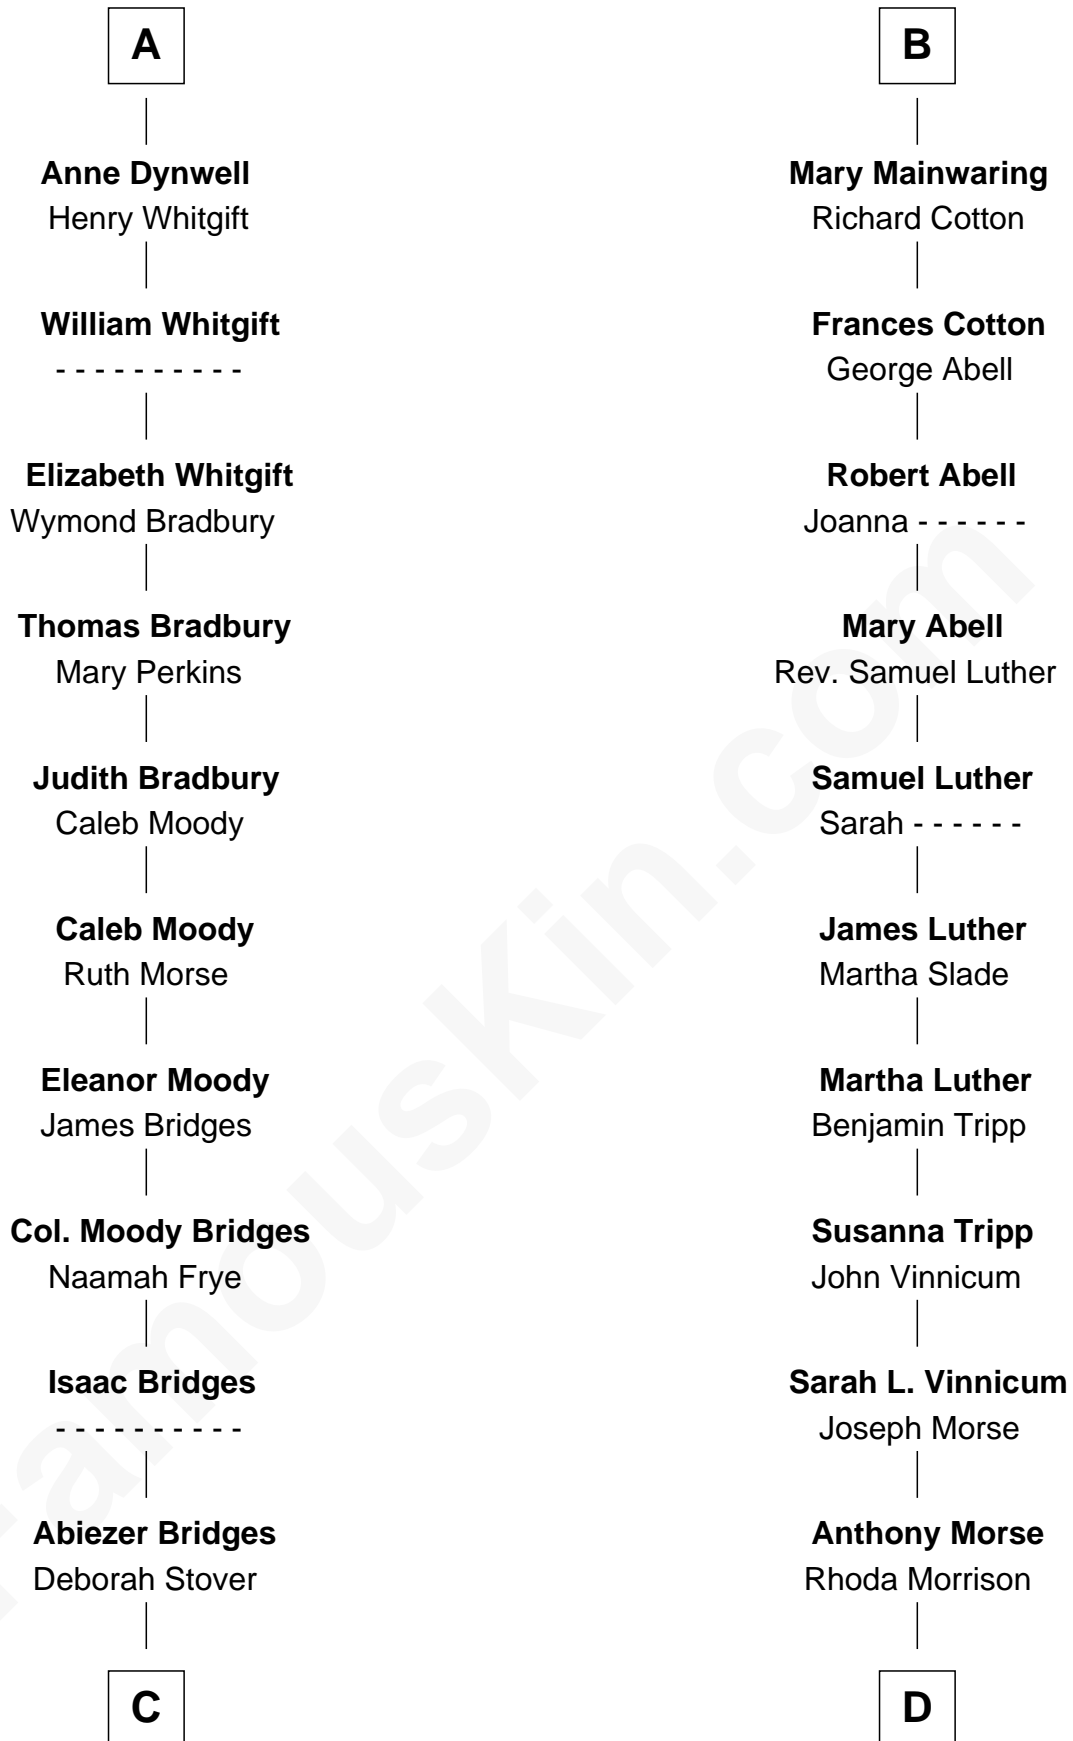 A
Anne Dynwell
Henry Whitgift
William Whitgift
- - - - - - - - - -
Elizabeth Whitgift
Wymond Bradbury
Thomas Bradbury
Mary Perkins
Judith Bradbury
Caleb Moody
Caleb Moody
Ruth Morse
Eleanor Moody
James Bridges
Col. Moody Bridges
Naamah Frye
Isaac Bridges
- - - - - - - - - -
Abiezer Bridges
Deborah Stover
C
B
Mary Mainwaring
Richard Cotton
Frances Cotton
George Abell
Robert Abell
Joanna - - - - - -
Mary Abell
Rev. Samuel Luther
Samuel Luther
Sarah - - - - - -
James Luther
Martha Slade
Martha Luther
Benjamin Tripp
Susanna Tripp
John Vinnicum
Sarah L. Vinnicum
Joseph Morse
Anthony Morse
Rhoda Morrison
D
FamousKin.com